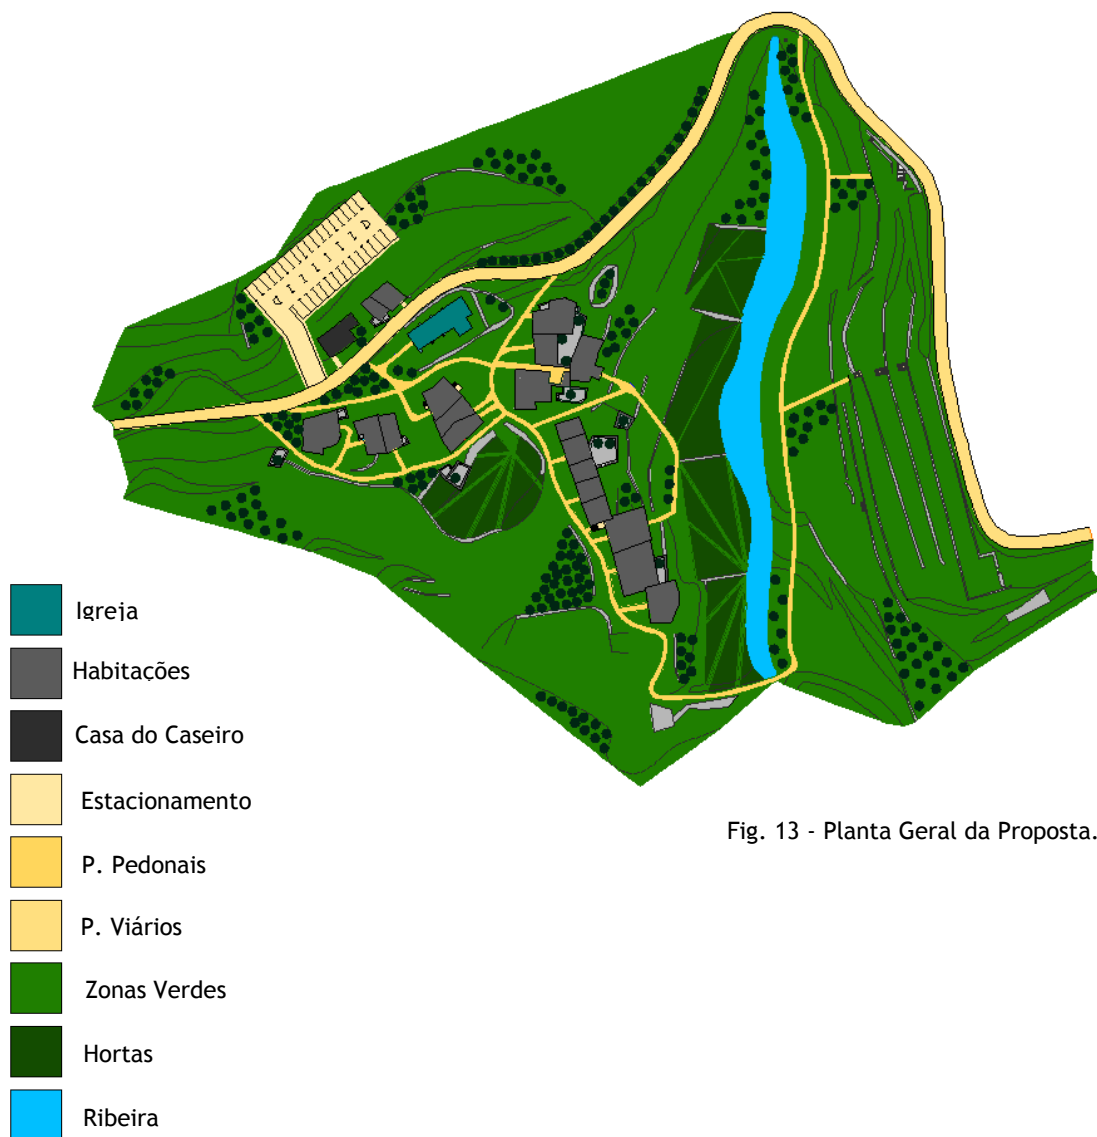 Igreja
Habitações
Casa do Caseiro
Estacionamento
P. Pedonais
P. Viários
Zonas Verdes
Hortas
Ribeira
Fig. 13 - Planta Geral da Proposta.